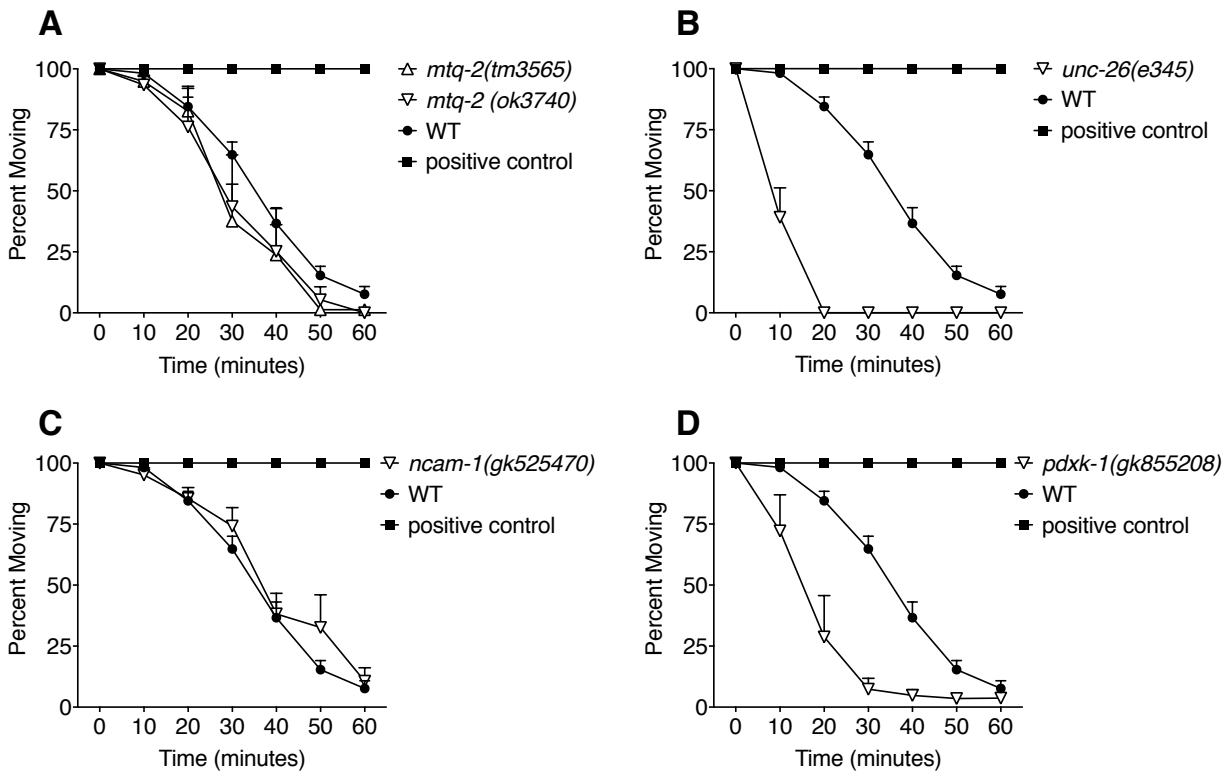 A
100
75
50
25
0
Percent Moving
0 10 20 30 40 50 60
Time (minutes)
mtq-2(tm3565)
mtq-2 (ok3740)
WT
positive control
B
100
75
50
25
0
Percent Moving
0 10 20 30 40 50 60
Time (minutes)
unc-26(e345)
WT
positive control
C
100
75
50
25
0
Percent Moving
0 10 20 30 40 50 60
Time (minutes)
ncam-1(gk525470)
WT
positive control
D
100
75
50
25
0
Percent Moving
0 10 20 30 40 50 60
Time (minutes)
pdxk-1(gk855208)
WT
positive control